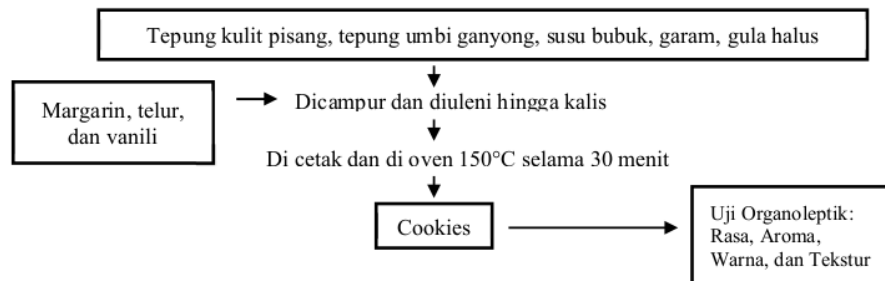 Tepung kulit pisang, tepung umbi ganyong, susu bubuk, garam, gula halus
Margarin, telur,
dan vanili
Dicampur dan diuleni hingga kalis
Di cetak dan di oven 150°C selama 30 menit
Cookies
Uji Organoleptik:
Rasa, Aroma,
Warna, dan Tekstur